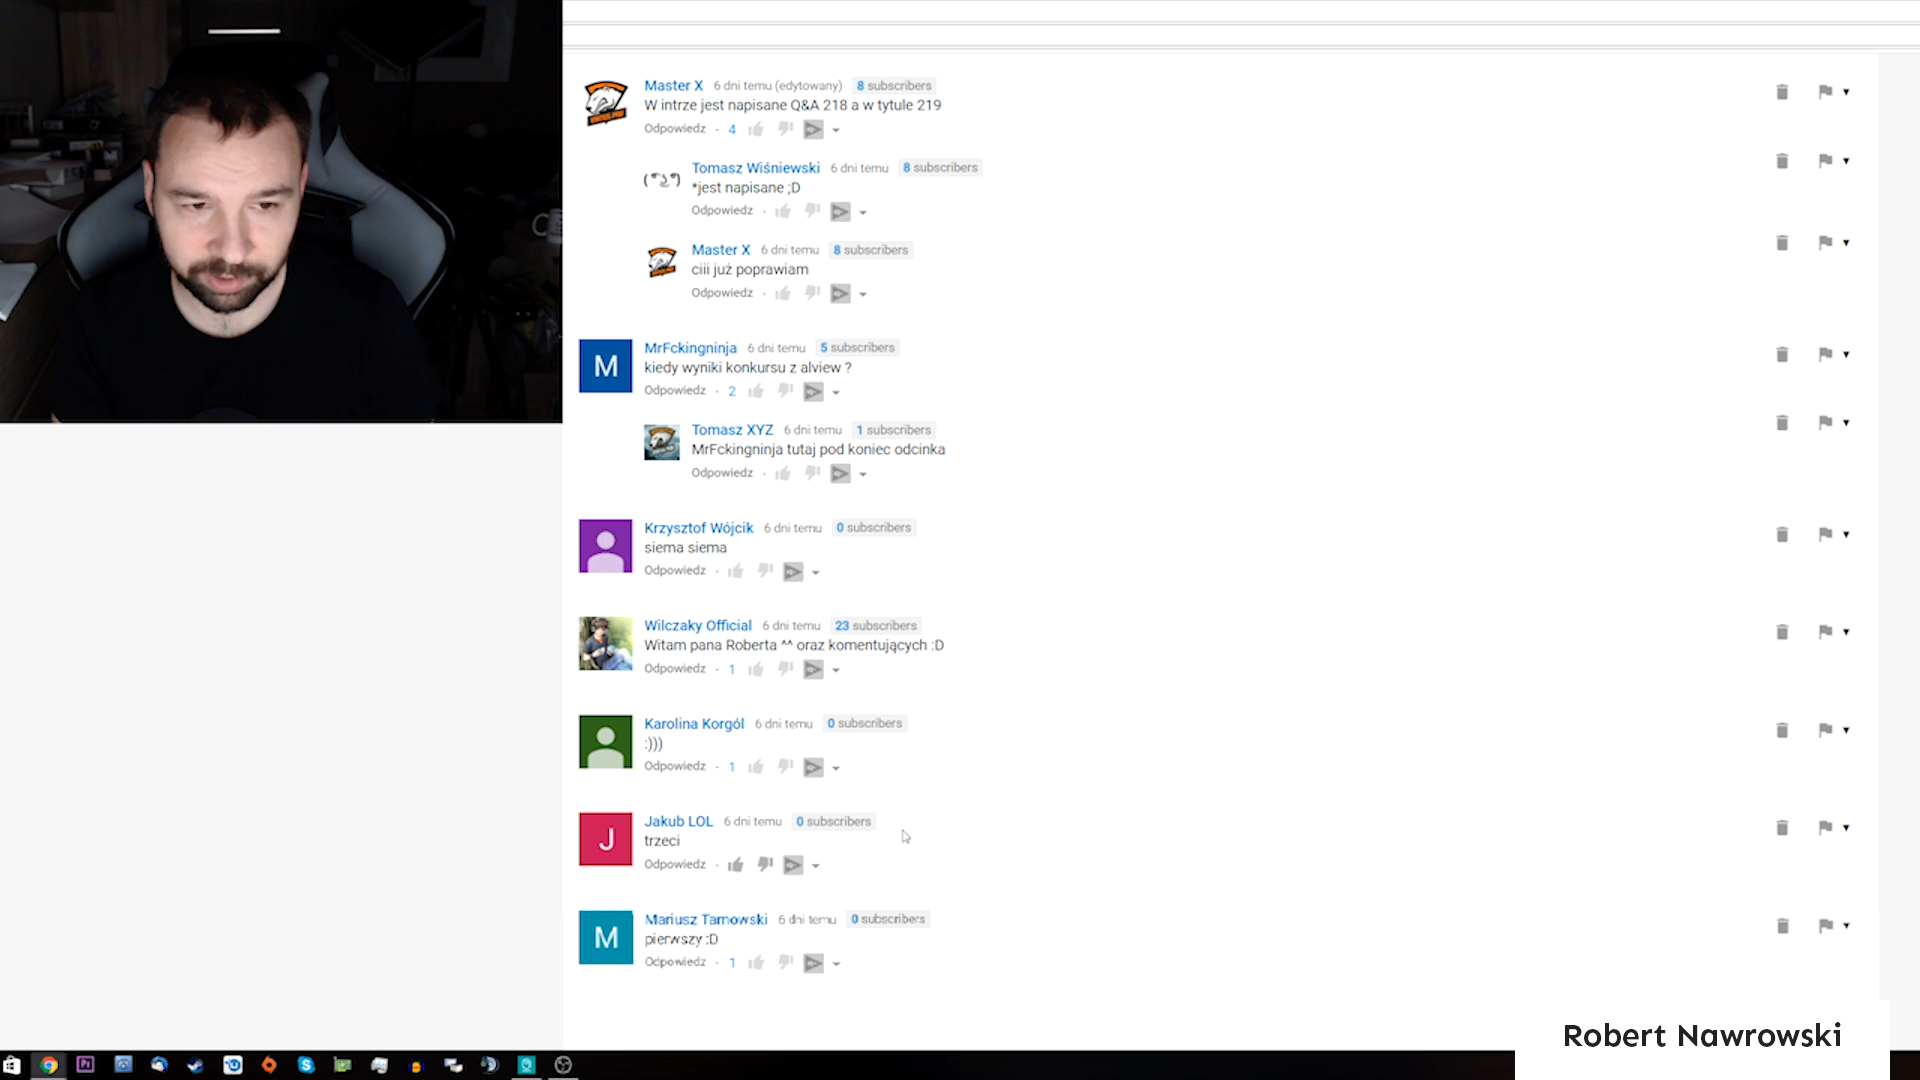 Master X 6 dni temu (edytowany) 8 subscribers
W intrze jest napisane Q&A 218 a w tytule 219
Odpowiedz · 4
( ͡° ͜ʖ ͡°) Tomasz Wiśniewski 6 dni temu 8 subscribers
*jest napisane ;D
Odpowiedz ·
Master X 6 dni temu 8 subscribers
ciii już poprawiam
Odpowiedz ·
M MrFckingninja 6 dni temu 5 subscribers
kiedy wyniki konkursu z alview ?
Odpowiedz · 2
Tomasz XYZ 6 dni temu 1 subscribers
MrFckingninja tutaj pod koniec odcinka
Odpowiedz ·
Krzysztof Wójcik 6 dni temu 0 subscribers
siema siema
Odpowiedz ·
Wilczaky Official 6 dni temu 23 subscribers
Witam pana Roberta ^^ oraz komentujących :D
Odpowiedz · 1
Karolina Korgól 6 dni temu 0 subscribers
:)))
Odpowiedz · 1
J Jakub LOL 6 dni temu 0 subscribers
trzeci
Odpowiedz ·
M Mariusz Tarnowski 6 dni temu 0 subscribers
pierwszy :D
Odpowiedz · 1
Robert Nawrowski